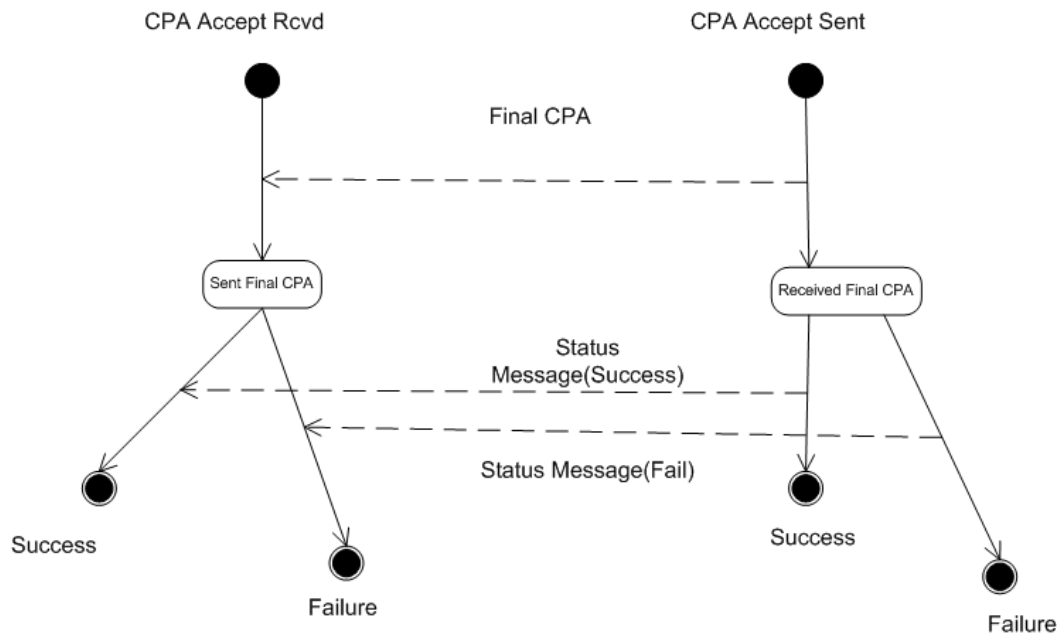 CPA Accept Rcvd
CPA Accept Sent
Final CPA
Sent Final CPA
Received Final CPA
Status
Message(Success)
Status Message(Fail)
Success
Success
Failure
Failure